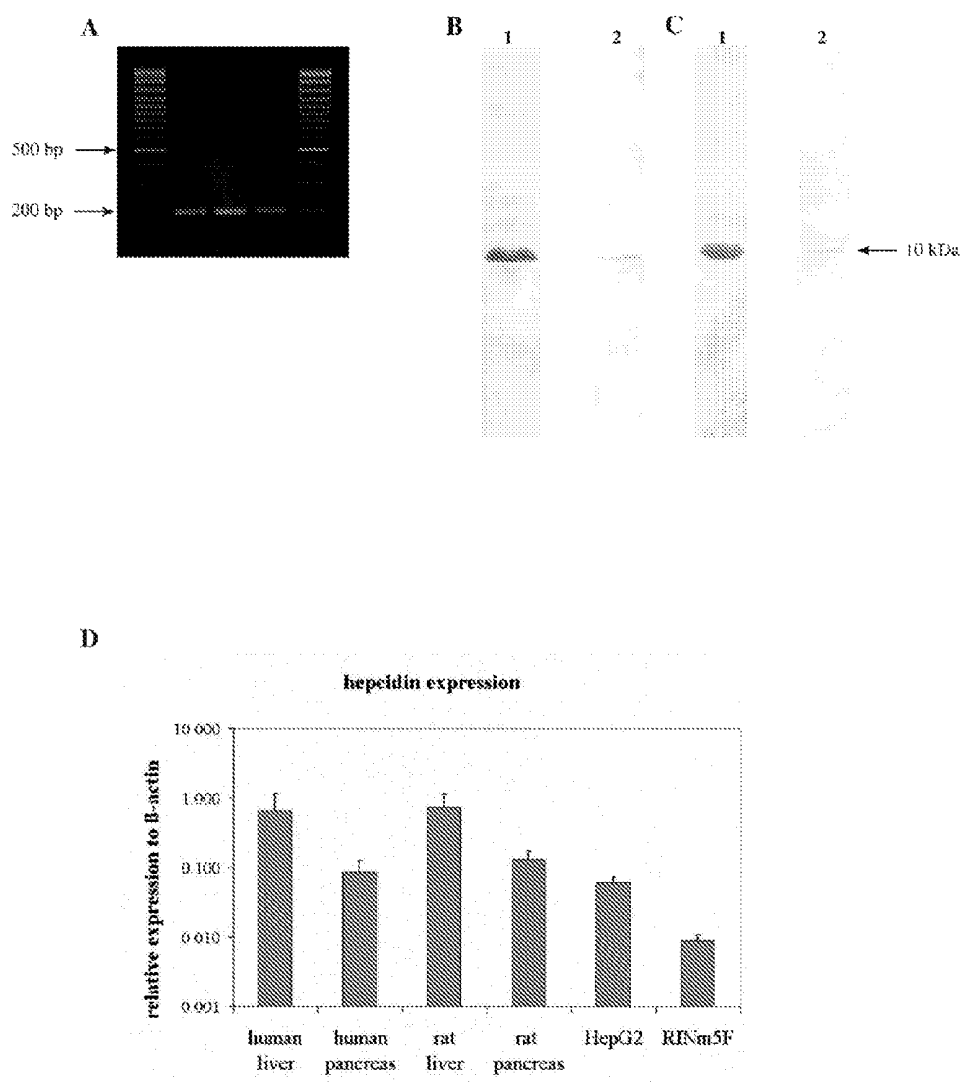 A
B
C
1
2
1
2
500 bp
200 bp
10 kDa
D
hepcidin expression
relative expression to ß-actin
10 000
1.000
0.100
0.010
0.001
human liver
human pancreas
rat liver
rat pancreas
HepG2
RINm5F